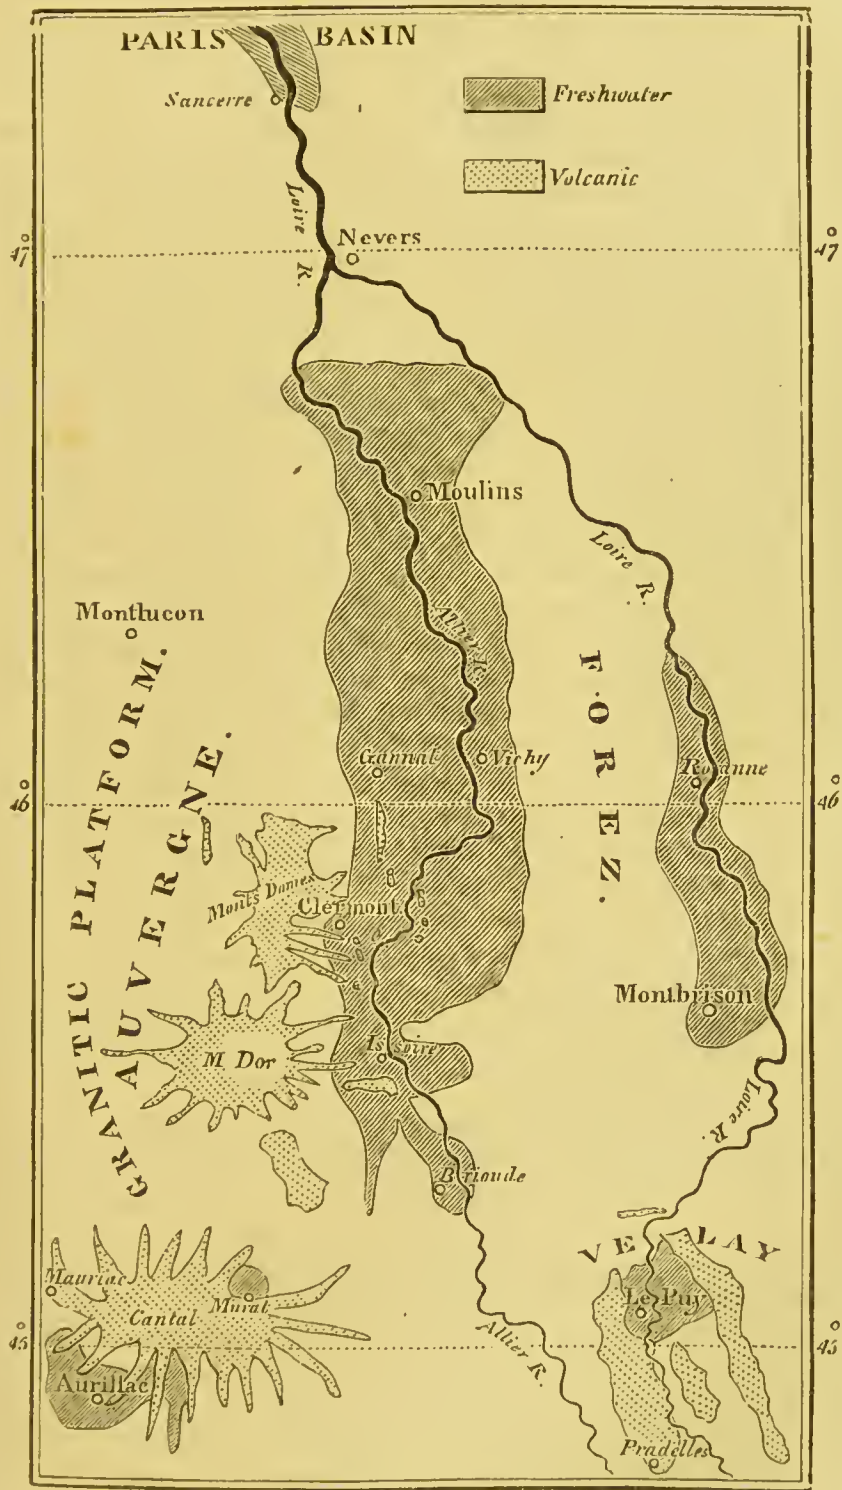 PARIS BASIN
Sancerre
Freshwater
Volcanic
Loire R.
Nevers
47° 47°
Moulins
Loire R.
Montlucon
Allier R.
FOREZ.
GRANITIC PLATFORM.
AUVERGNE.
Gannat
Vichy
Roanne
46° 46°
Monts Domes
Clermont
Montbrison
M. Dor
Issoire
Loire R.
Brioude
VELAY
Mauriac
Cantal
Murat
Le Puy
45° 45°
Allier R.
Aurillac
Pradelles